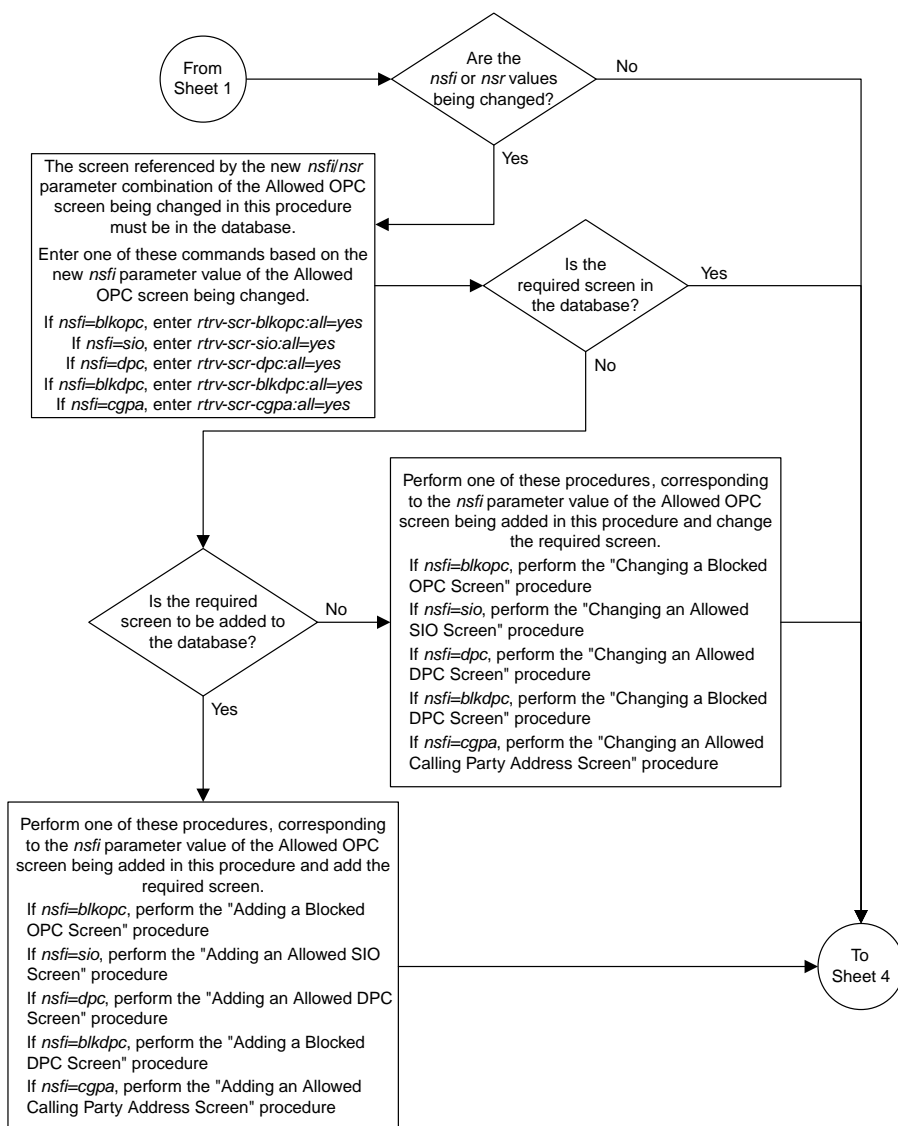 From
Sheet 1
Are the
nsfi or nsr values
being changed?
No
Yes
The screen referenced by the new nsfi/nsr
parameter combination of the Allowed OPC
screen being changed in this procedure
must be in the database.
Enter one of these commands based on the
new nsfi parameter value of the Allowed
OPC screen being changed.
If nsfi=blkopc, enter rtrv-scr-blkopc:all=yes
If nsfi=sio, enter rtrv-scr-sio:all=yes
If nsfi=dpc, enter rtrv-scr-dpc:all=yes
If nsfi=blkdpc, enter rtrv-scr-blkdpc:all=yes
If nsfi=cgpa, enter rtrv-scr-cgpa:all=yes
Is the
required screen in
the database?
Yes
No
Is the required
screen to be added to
the database?
No
Yes
Perform one of these procedures, corresponding
to the nsfi parameter value of the Allowed OPC
screen being added in this procedure and change
the required screen.
If nsfi=blkopc, perform the "Changing a Blocked
OPC Screen" procedure
If nsfi=sio, perform the "Changing an Allowed
SIO Screen" procedure
If nsfi=dpc, perform the "Changing an Allowed
DPC Screen" procedure
If nsfi=blkdpc, perform the "Changing a Blocked
DPC Screen" procedure
If nsfi=cgpa, perform the "Changing an Allowed
Calling Party Address Screen" procedure
Perform one of these procedures, corresponding
to the nsfi parameter value of the Allowed OPC
screen being added in this procedure and add the
required screen.
If nsfi=blkopc, perform the "Adding a Blocked
OPC Screen" procedure
If nsfi=sio, perform the "Adding an Allowed SIO
Screen" procedure
If nsfi=dpc, perform the "Adding an Allowed DPC
Screen" procedure
If nsfi=blkdpc, perform the "Adding a Blocked
DPC Screen" procedure
If nsfi=cgpa, perform the "Adding an Allowed
Calling Party Address Screen" procedure
To
Sheet 4